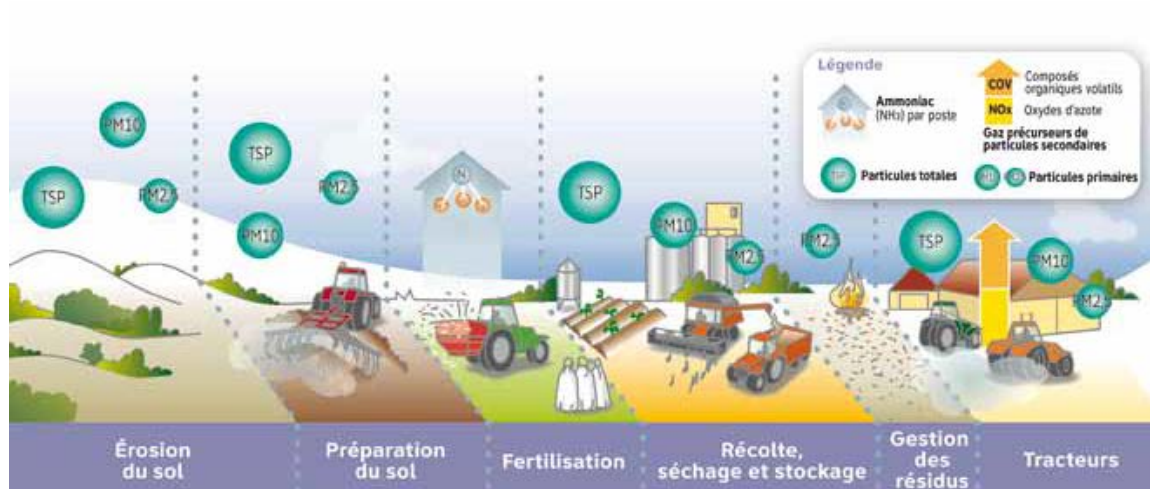 Légende
Ammoniac
(NH3) par poste
COV
Composés
organiques volatils
NOx
Oxydes d'azote
Gaz précurseurs de
particules secondaires
TSP
Particules totales
Particules primaires
PM10
TSP
PM2.5
TSP
PM2.5
PM10
N
TSP
PM10
PM2.5
PM2.5
TSP
PM10
PM2.5
Érosion
du sol
Préparation
du sol
Fertilisation
Récolte,
séchage et stockage
Gestion
des
résidus
Tracteurs